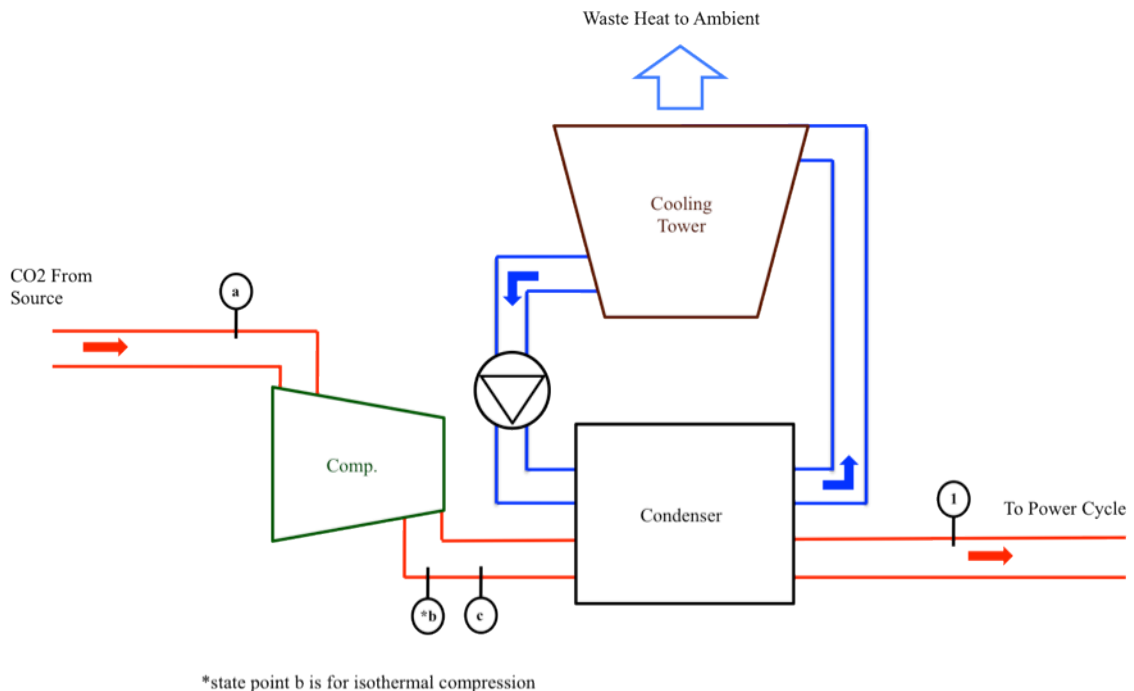 Waste Heat to Ambient
Cooling
Tower
CO2 From
Source
a
Comp.
Condenser
1
To Power Cycle
*b
c
*state point b is for isothermal compression